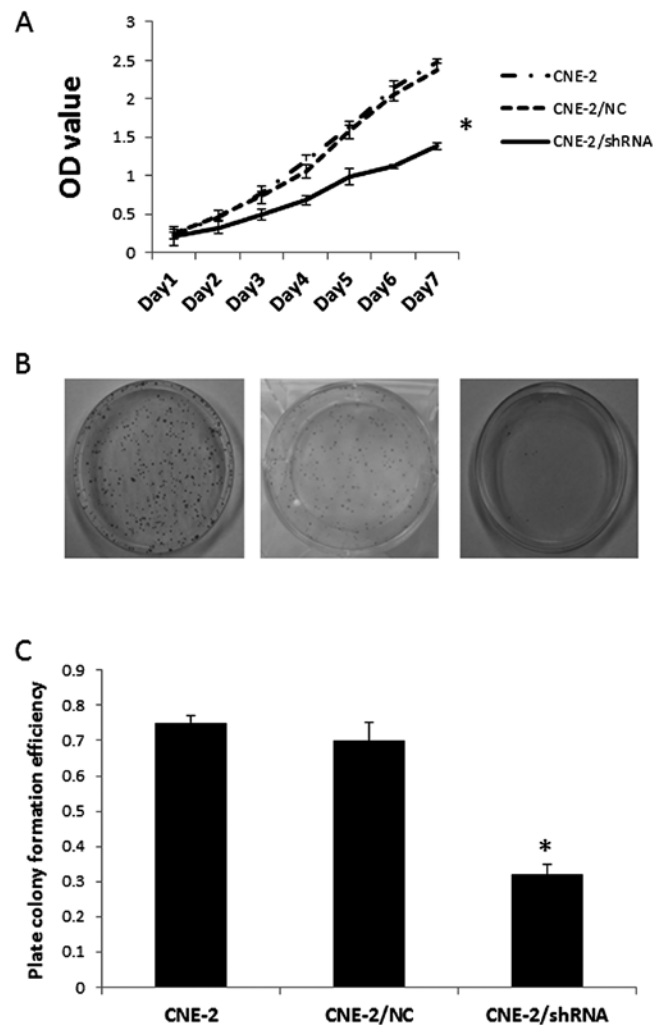 A
OD value
3
2.5
2
1.5
1
0.5
0
Day1 Day2 Day3 Day4 Day5 Day6 Day7
CNE-2
CNE-2/NC
CNE-2/shRNA
*
B
C
Plate colony formation efficiency
0.9
0.8
0.7
0.6
0.5
0.4
0.3
0.2
0.1
0
*
CNE-2 CNE-2/NC CNE-2/shRNA